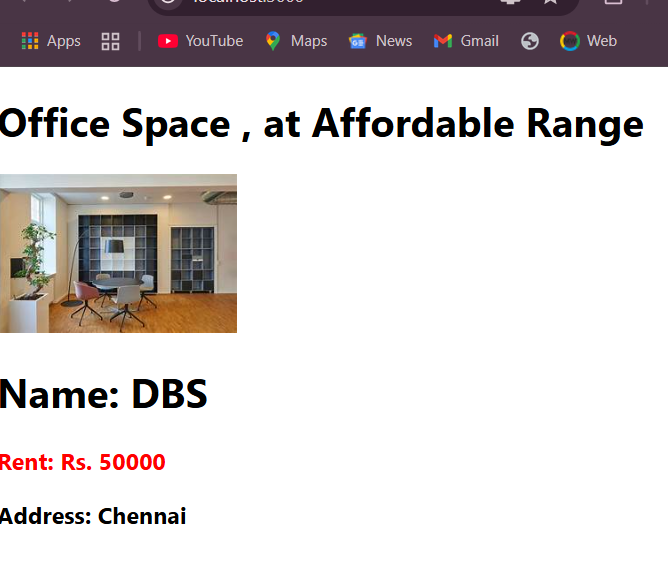 Apps YouTube Maps News Gmail Web
Office Space , at Affordable Range
Name: DBS
Rent: Rs. 50000
Address: Chennai